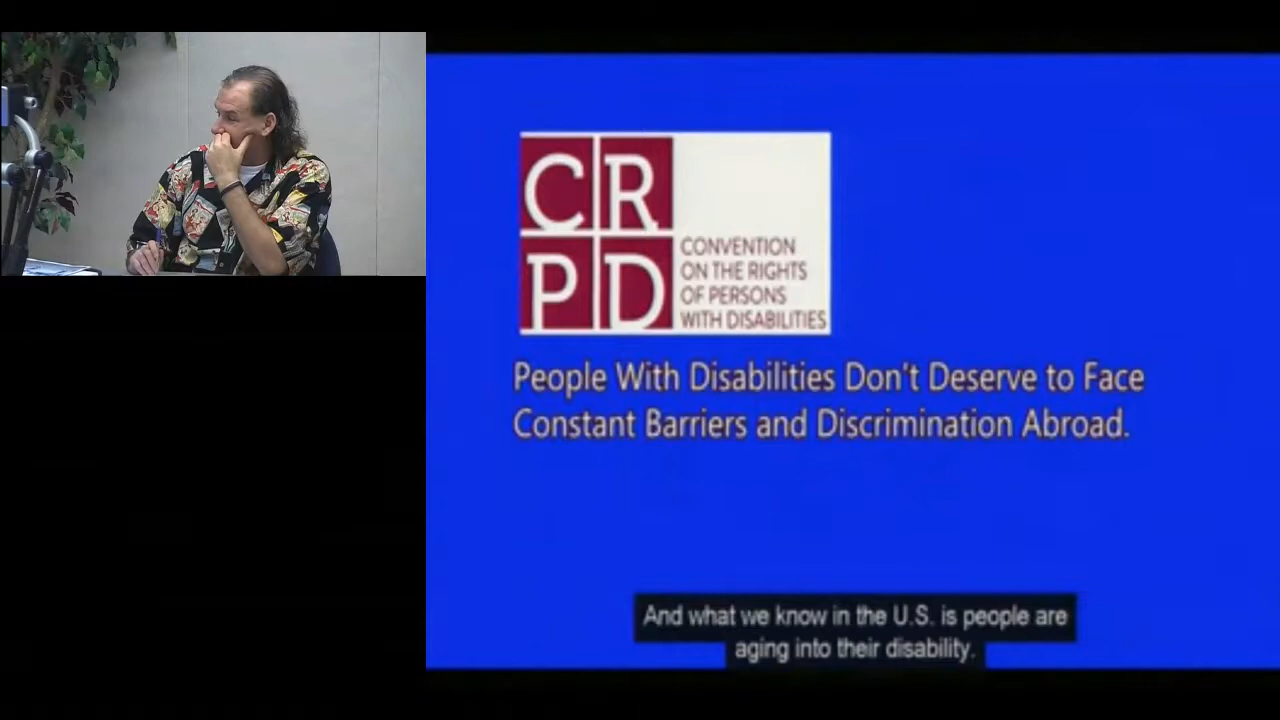 CR
PD
CONVENTION
ON THE RIGHTS
OF PERSONS
WITH DISABILITIES
People With Disabilities Don't Deserve to Face
Constant Barriers and Discrimination Abroad.
And what we know in the U.S. is people are
aging into their disability.